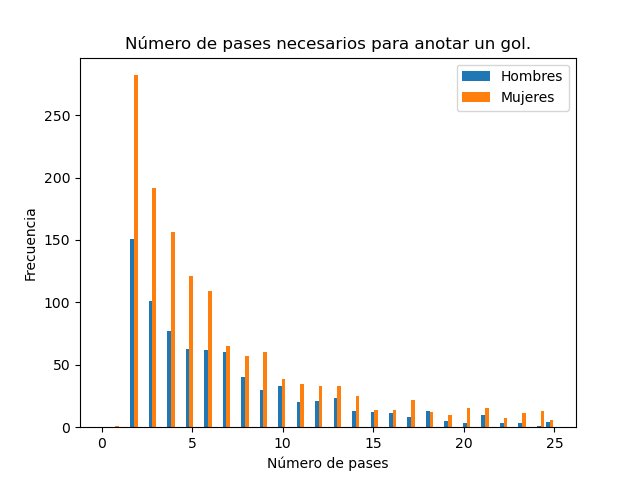 Número de pases necesarios para anotar un gol.
Hombres
Mujeres
Frecuencia
250
200
150
100
50
0
0 5 10 15 20 25
Número de pases